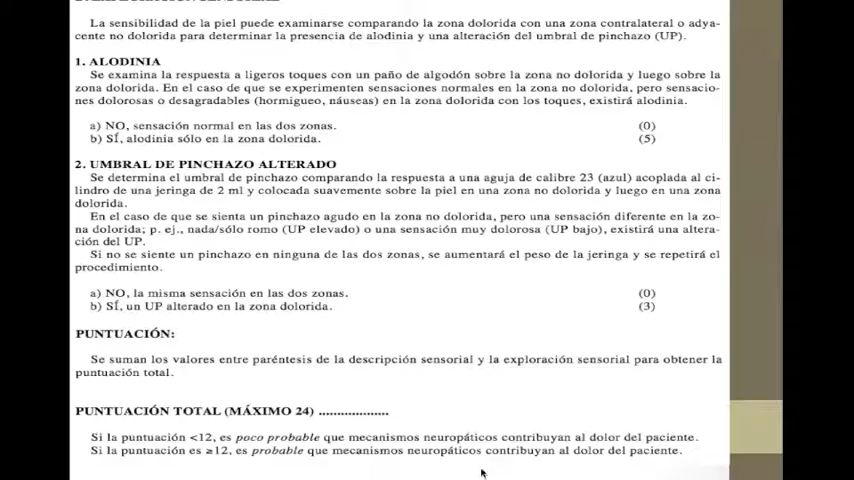 La sensibilidad de la piel puede examinarse comparando la zona dolorida con una zona contralateral o adya-
cente no dolorida para determinar la presencia de alodinia y una alteración del umbral de pinchazo (UP).
1. ALODINIA
Se examina la respuesta a ligeros toques con un paño de algodón sobre la zona no dolorida y luego sobre la
zona dolorida. En el caso de que se experimenten sensaciones normales en la zona no dolorida, pero sensacio-
nes dolorosas o desagradables (hormigueo, náuseas) en la zona dolorida con los toques, existirá alodinia.
a) NO, sensación normal en las dos zonas. (0)
b) SÍ, alodinia sólo en la zona dolorida. (5)
2. UMBRAL DE PINCHAZO ALTERADO
Se determina el umbral de pinchazo comparando la respuesta a una aguja de calibre 23 (azul) acoplada al ci-
lindro de una jeringa de 2 ml y colocada suavemente sobre la piel en una zona no dolorida y luego en una zona
dolorida.
En el caso de que se sienta un pinchazo agudo en la zona no dolorida, pero una sensación diferente en la zo-
na dolorida; p. ej., nada/sólo romo (UP elevado) o una sensación muy dolorosa (UP bajo), existirá una altera-
ción del UP.
Si no se siente un pinchazo en ninguna de las dos zonas, se aumentará el peso de la jeringa y se repetirá el
procedimiento.
a) NO, la misma sensación en las dos zonas. (0)
b) SÍ, un UP alterado en la zona dolorida. (3)
PUNTUACIÓN:
Se suman los valores entre paréntesis de la descripción sensorial y la exploración sensorial para obtener la
puntuación total.
PUNTUACIÓN TOTAL (MÁXIMO 24) ...................
Si la puntuación <12, es poco probable que mecanismos neuropáticos contribuyan al dolor del paciente.
Si la puntuación es ≥12, es probable que mecanismos neuropáticos contribuyan al dolor del paciente.